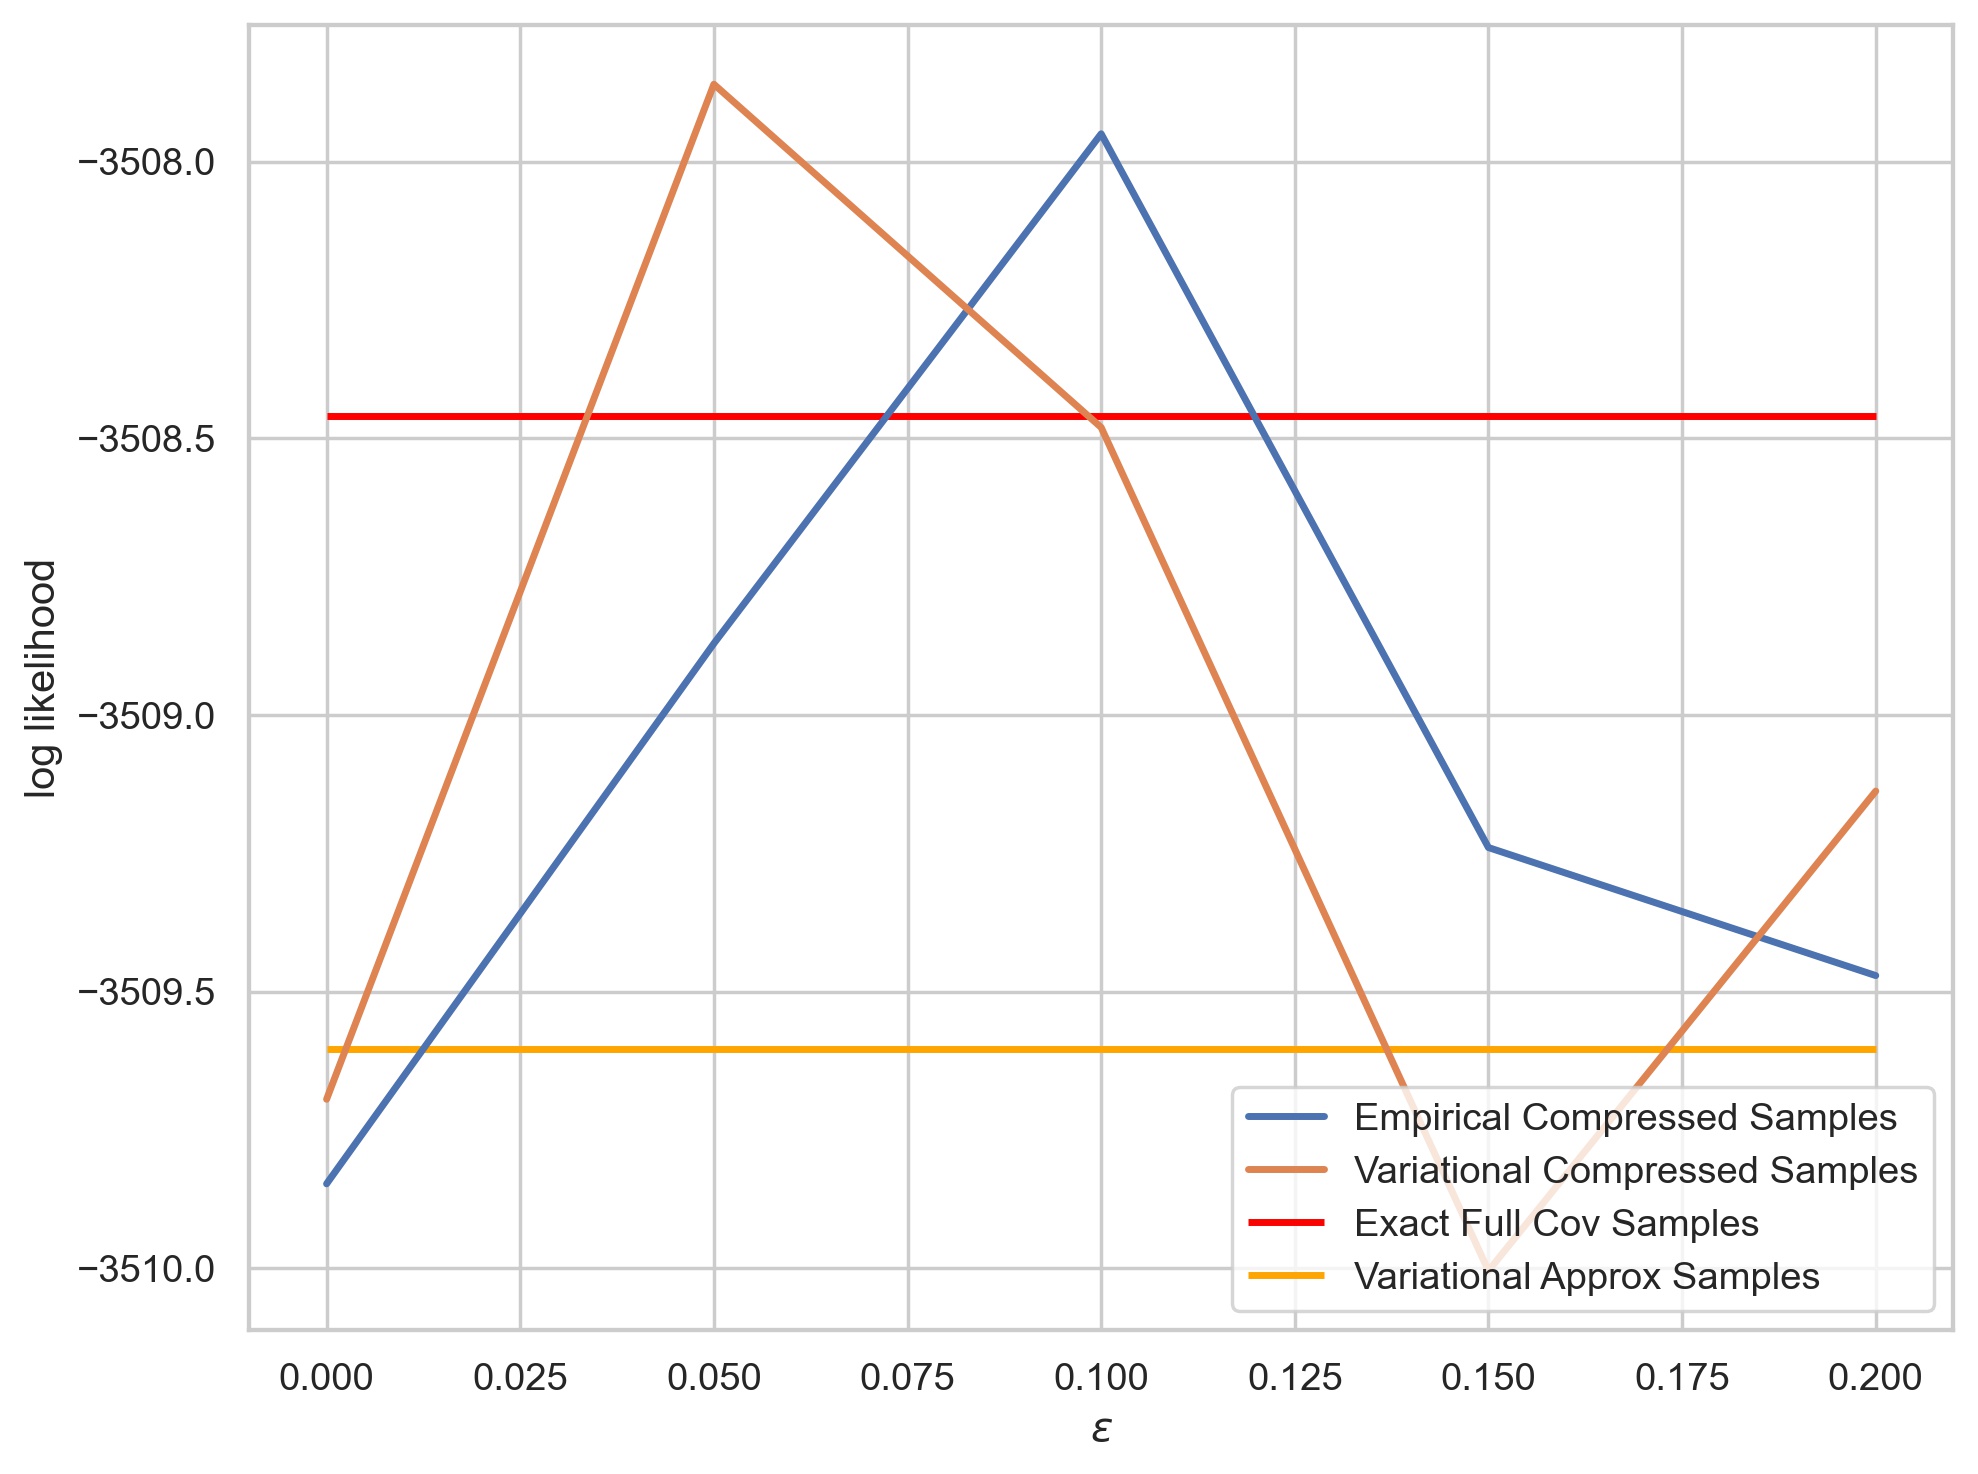 −3508.0
−3508.5
−3509.0
−3509.5
−3510.0
log likelihood
0.000 0.025 0.050 0.075 0.100 0.125 0.150 0.175 0.200
ε
Empirical Compressed Samples
Variational Compressed Samples
Exact Full Cov Samples
Variational Approx Samples